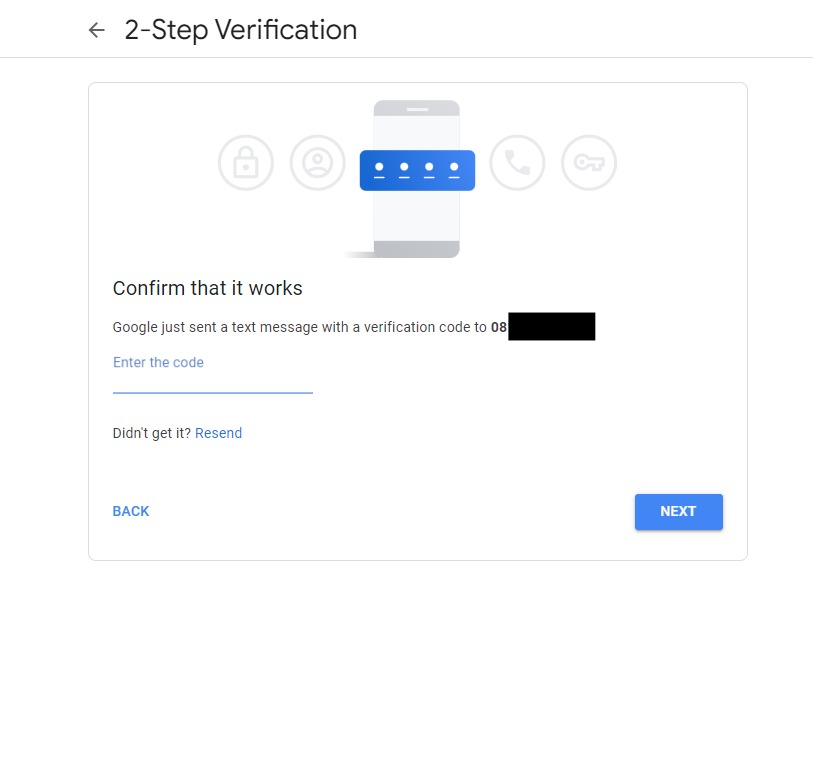 2-Step Verification
Confirm that it works
Google just sent a text message with a verification code to 08
Enter the code
Didn't get it? Resend
BACK
NEXT